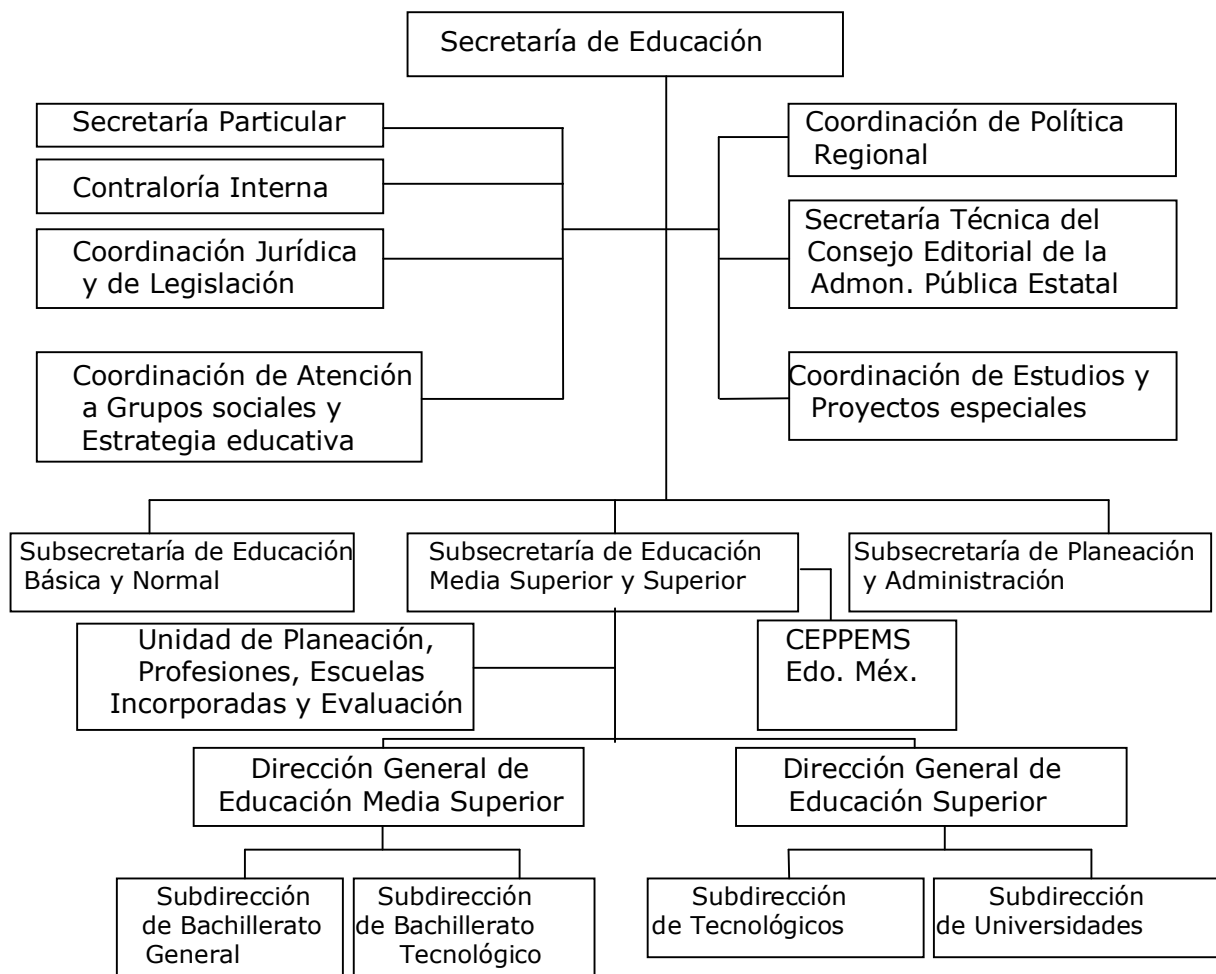 Secretaría de Educación
Secretaría Particular
Contraloría Interna
Coordinación Jurídica
y de Legislación
Coordinación de Atención
a Grupos sociales y
Estrategia educativa
Coordinación de Política
Regional
Secretaría Técnica del
Consejo Editorial de la
Admon. Pública Estatal
Coordinación de Estudios y
Proyectos especiales
Subsecretaría de Educación
Básica y Normal
Subsecretaría de Educación
Media Superior y Superior
Subsecretaría de Planeación
y Administración
Unidad de Planeación,
Profesiones, Escuelas
Incorporadas y Evaluación
CEPPEMS
Edo. Méx.
Dirección General de
Educación Media Superior
Dirección General de
Educación Superior
Subdirección
de Bachillerato
General
Subdirección
de Bachillerato
Tecnológico
Subdirección
de Tecnológicos
Subdirección
de Universidades